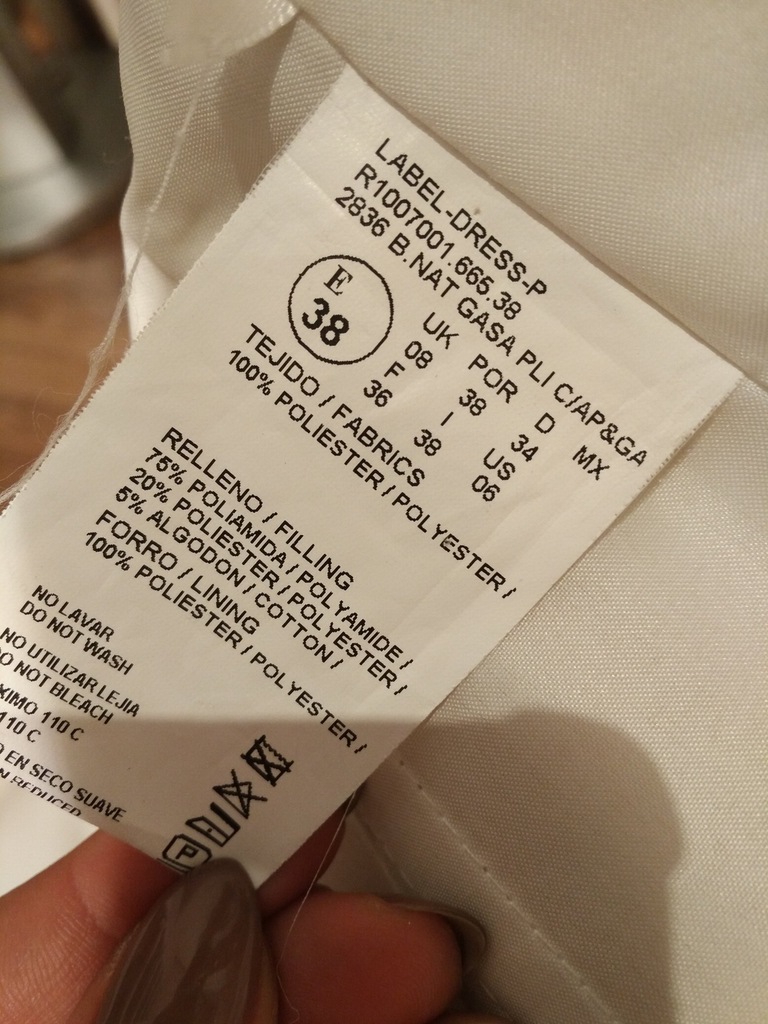 LABEL-DRESS-P
R1007001.665.38
2836 B.NAT GASA PLI C/AP&GA
E
38
UK POR D MX
08 38 34
F I US
36 38 06
TEJIDO / FABRICS
100% POLIESTER / POLYESTER /
RELLENO / FILLING
75% POLIAMIDA / POLYAMIDE /
20% POLIESTER / POLYESTER /
5% ALGODON / COTTON /
FORRO / LINING
100% POLIESTER / POLYESTER /
NO LAVAR
DO NOT WASH
NO UTILIZAR LEJIA
DO NOT BLEACH
110 C
110 C
EN SECO SUAVE
REDUCED
P